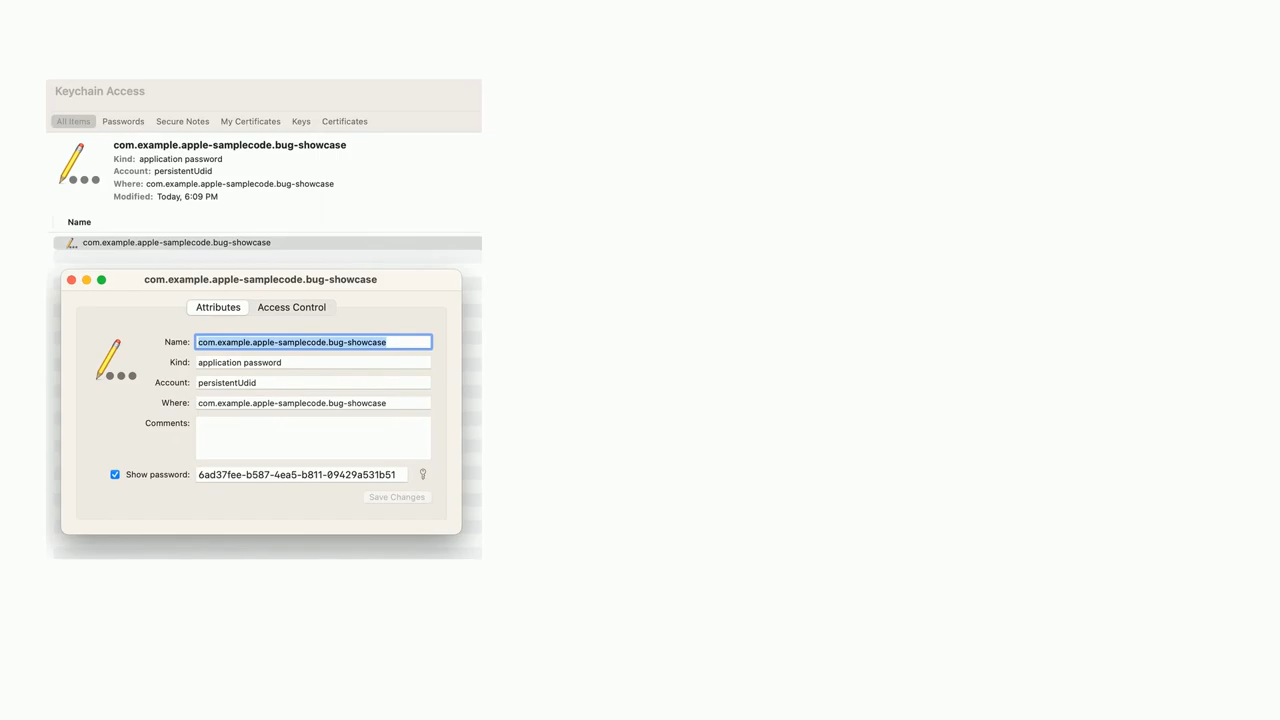 Keychain Access
All Items Passwords Secure Notes My Certificates Keys Certificates
com.example.apple-samplecode.bug-showcase
Kind: application password
Account: persistentUdid
Where: com.example.apple-samplecode.bug-showcase
Modified: Today, 6:09 PM
Name
com.example.apple-samplecode.bug-showcase
com.example.apple-samplecode.bug-showcase
Attributes Access Control
Name: com.example.apple-samplecode.bug-showcase
Kind: application password
Account: persistentUdid
Where: com.example.apple-samplecode.bug-showcase
Comments:
Show password: 6ad37fee-b587-4ea5-b811-09429a531b51
Save Changes